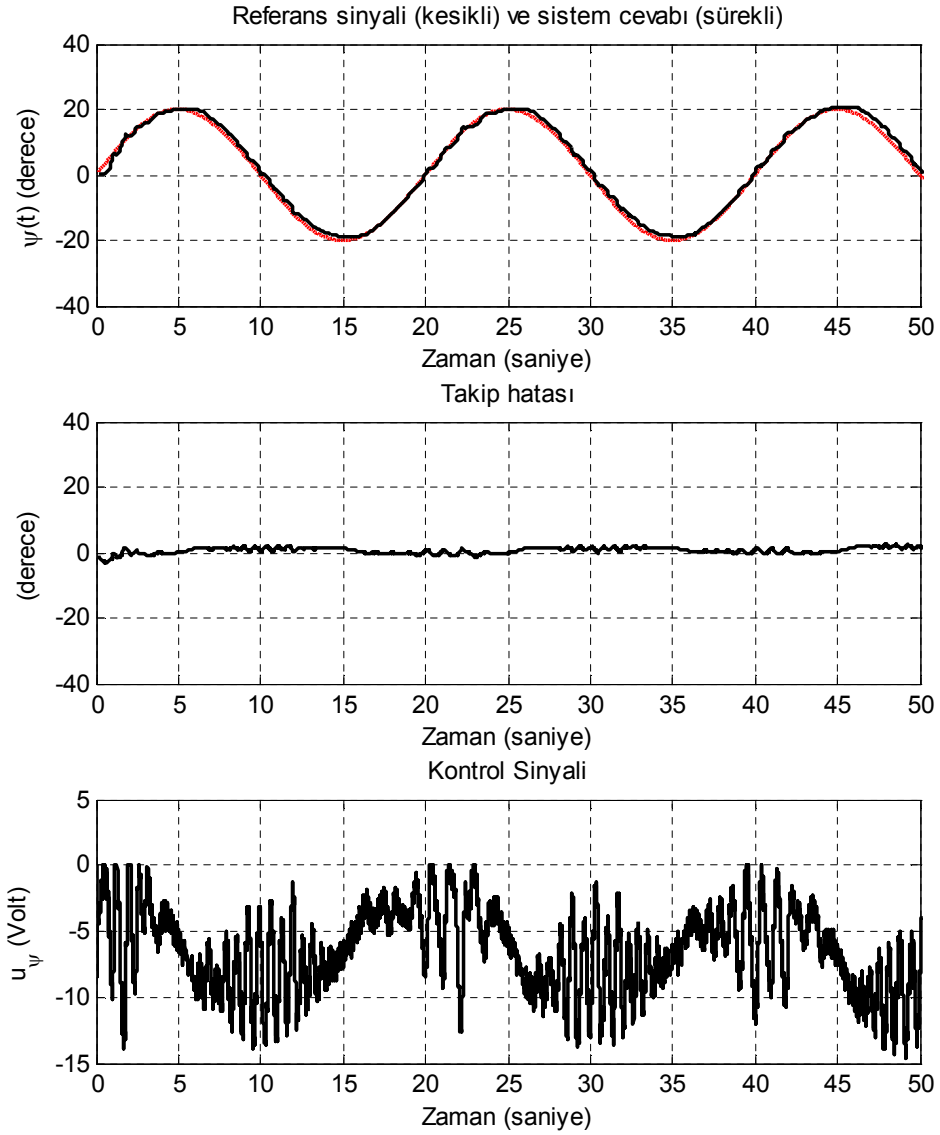 Referans sinyali (kesikli) ve sistem cevabı (sürekli)
40
20
0
-20
-40
ψ(t) (derece)
0 5 10 15 20 25 30 35 40 45 50
Zaman (saniye)
Takip hatası
40
20
0
-20
-40
(derece)
0 5 10 15 20 25 30 35 40 45 50
Zaman (saniye)
Kontrol Sinyali
5
0
-5
-10
-15
u_ψ (Volt)
0 5 10 15 20 25 30 35 40 45 50
Zaman (saniye)